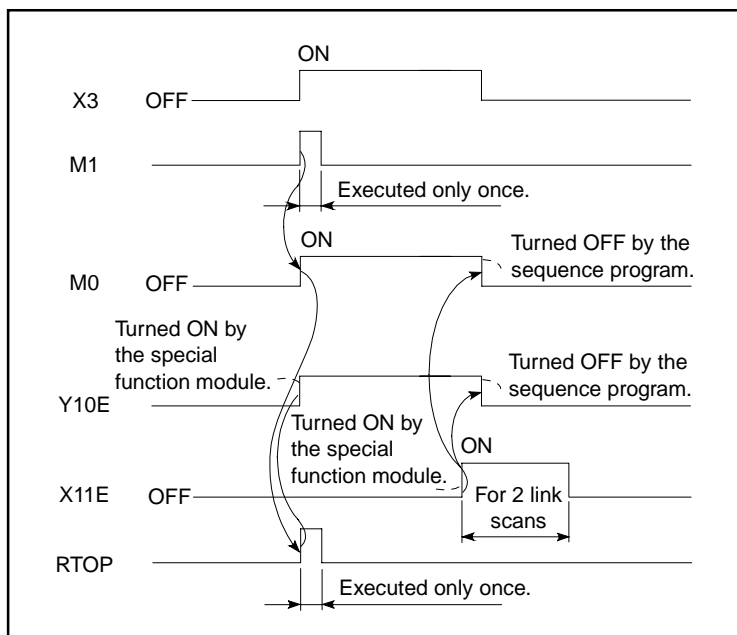 ON
X3 OFF
M1
Executed only once.
ON
Turned OFF by the
sequence program.
M0 OFF
Turned ON by
the special
function module.
Turned OFF by the
sequence program.
Y10E
Turned ON by
the special
function module.
ON
X11E OFF
For 2 link
scans
RTOP
Executed only once.